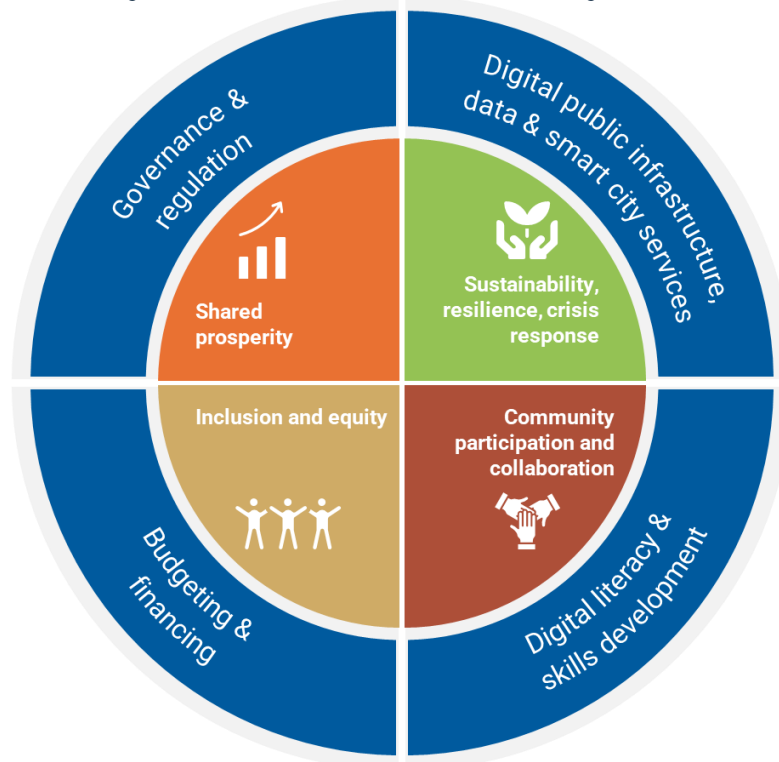 Governance &
regulation
Digital public infrastructure,
data & smart city services
Shared
prosperity
Sustainability,
resilience, crisis
response
Inclusion and equity
Community
participation and
collaboration
Budgeting &
financing
Digital literacy &
skills development